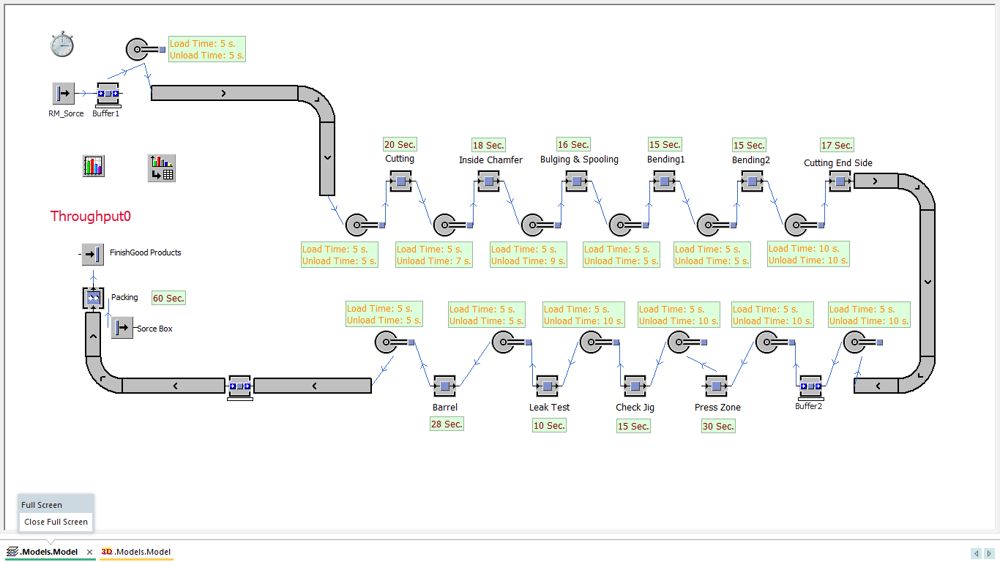 Load Time: 5 s.
Unload Time: 5 s.
RM_Sorce
Buffer1
20 Sec.
18 Sec.
16 Sec.
15 Sec.
15 Sec.
17 Sec.
Cutting
Inside Chamfer
Bulging & Spooling
Bending1
Bending2
Cutting End Side
Throughput0
Load Time: 5 s.
Unload Time: 5 s.
Load Time: 5 s.
Unload Time: 7 s.
Load Time: 5 s.
Unload Time: 9 s.
Load Time: 5 s.
Unload Time: 5 s.
Load Time: 5 s.
Unload Time: 5 s.
Load Time: 10 s.
Unload Time: 10 s.
FinishGood Products
Packing
60 Sec.
Sorce Box
Load Time: 5 s.
Unload Time: 5 s.
Load Time: 5 s.
Unload Time: 5 s.
Load Time: 5 s.
Unload Time: 10 s.
Load Time: 5 s.
Unload Time: 10 s.
Load Time: 5 s.
Unload Time: 10 s.
Load Time: 5 s.
Unload Time: 10 s.
Barrel
Leak Test
Check Jig
Press Zone
Buffer2
28 Sec.
10 Sec.
15 Sec.
30 Sec.
Full Screen
Close Full Screen
.Models.Model
3D .Models.Model